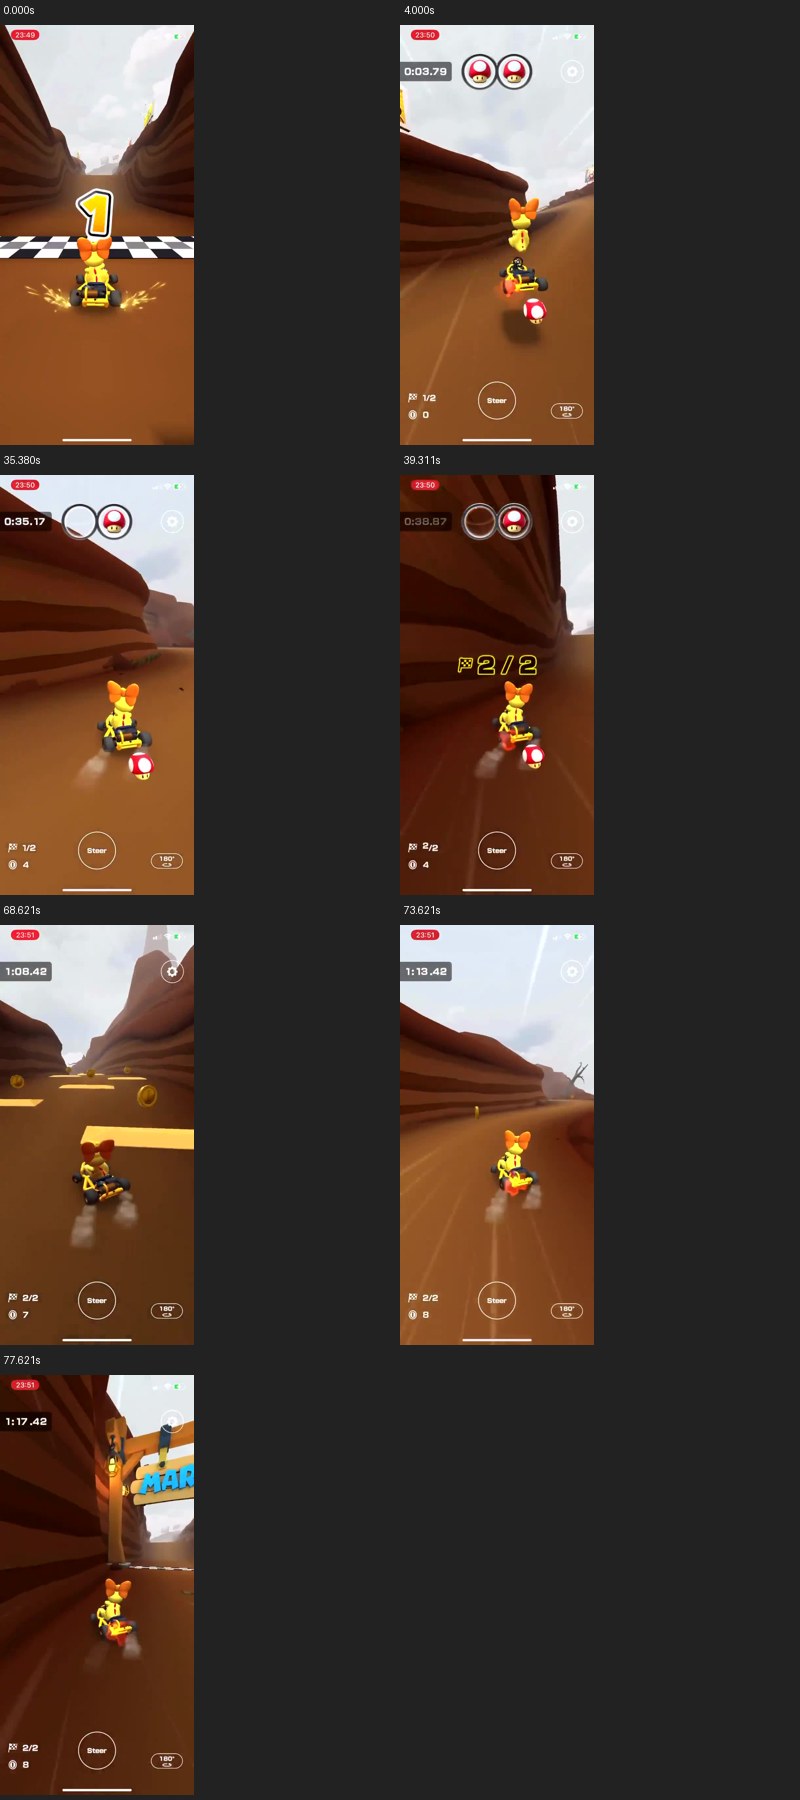 0.000s
23:49
1
4.000s
23:50
0:03.79
1/2
0
Steer
180°
35.380s
23:50
0:35.17
1/2
4
Steer
180°
39.311s
23:50
0:38.87
2/2
2/2
4
Steer
180°
68.621s
23:51
1:08.42
2/2
7
Steer
180°
73.621s
23:51
1:13.42
2/2
8
Steer
180°
77.621s
23:51
1:17.42
MAR
2/2
8
Steer
180°